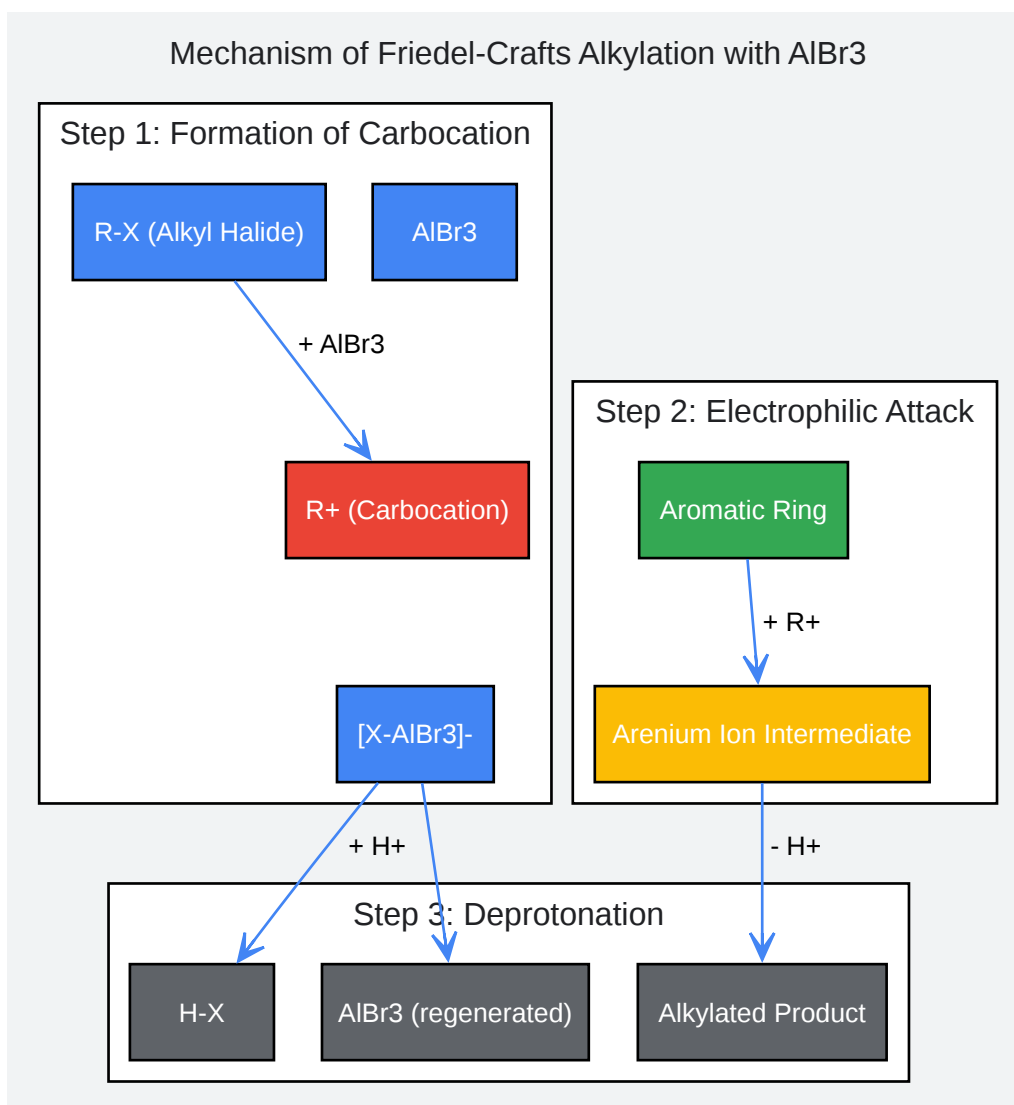 Mechanism of Friedel-Crafts Alkylation with AlBr3
Step 1: Formation of Carbocation
R-X (Alkyl Halide)
AlBr3
+ AlBr3
R+ (Carbocation)
[X-AlBr3]-
Step 2: Electrophilic Attack
Aromatic Ring
+ R+
Arenium Ion Intermediate
+ H+
- H+
Step 3: Deprotonation
H-X
AlBr3 (regenerated)
Alkylated Product